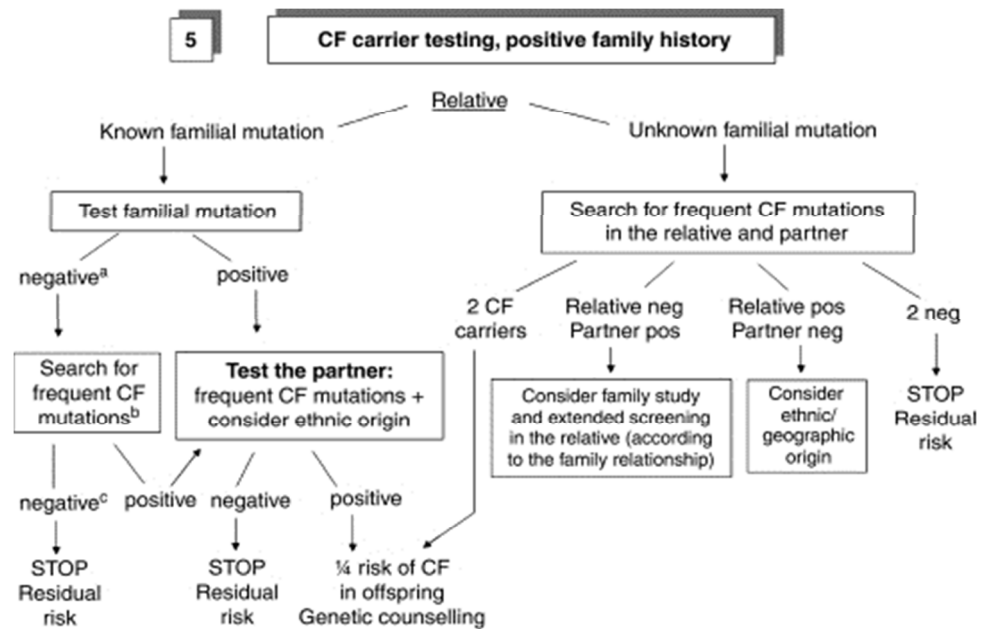 5
CF carrier testing, positive family history
Relative
Known familial mutation
Unknown familial mutation
Test familial mutation
Search for frequent CF mutations
in the relative and partner
negativeᵃ
positive
2 CF
carriers
Relative neg
Partner pos
Relative pos
Partner neg
2 neg
Search for
frequent CF
mutationsᵇ
Test the partner:
frequent CF mutations +
consider ethnic origin
Consider family study
and extended screening
in the relative (according
to the family relationship)
Consider
ethnic/
geographic
origin
STOP
Residual
risk
negativeᶜ
positive
negative
positive
STOP
Residual
risk
STOP
Residual
risk
¼ risk of CF
in offspring
Genetic counselling